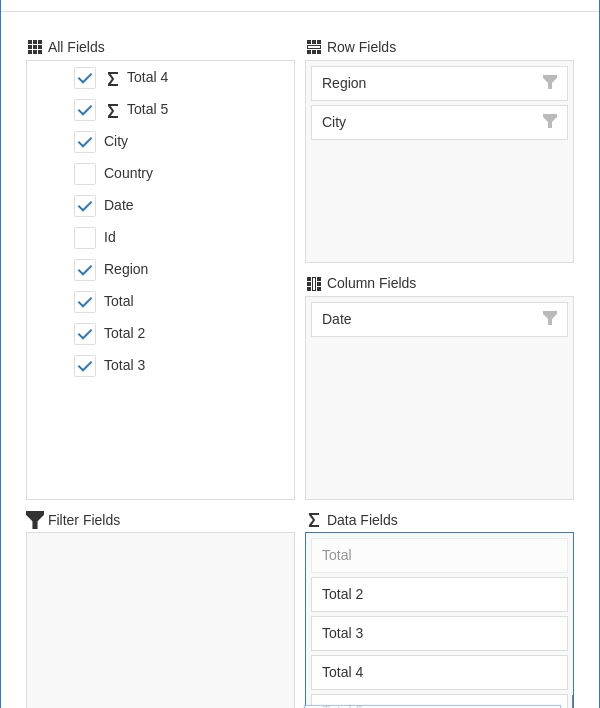 All Fields
Σ Total 4
Σ Total 5
City
Country
Date
Id
Region
Total
Total 2
Total 3
Row Fields
Region
City
Column Fields
Date
Filter Fields
Σ Data Fields
Total
Total 2
Total 3
Total 4